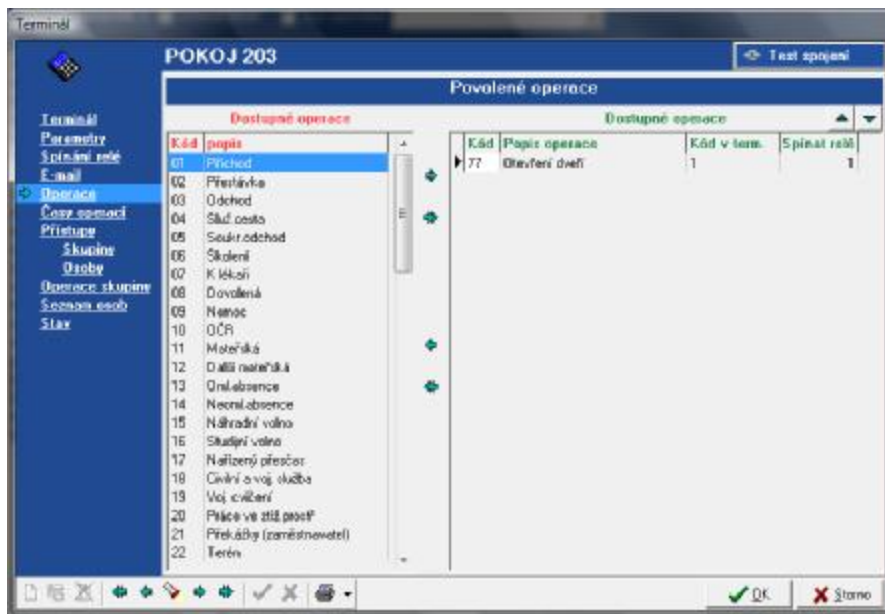 Terminál
POKOJ 203
Test spojení
Povolené operace
Terminál
Parametry
Spínání relé
E-mail
Operace
Časy operací
Přístupy
Skupiny
Osoby
Operace skupiny
Seznam osob
Stav
Dostupné operace
Kód popis
01 Příchod
02 Přestávka
03 Odchod
04 Služ.cesta
05 Soukr.odchod
06 Školení
07 K lékaři
08 Dovolená
09 Nemoc
10 OČR
11 Mateřská
12 Další mateřská
13 Oml.absence
14 Neoml.absence
15 Náhradní volno
16 Studijní volno
17 Nařízený přesčas
18 Civilní a voj. služba
19 Voj. cvičení
20 Práce ve ztíž.prostř
21 Překážky (zaměstnavatel)
22 Terén
Dostupné operace
Kód Popis operace Kód v term. Spínat relé
77 Otevření dveří 1 1
OK
Storno